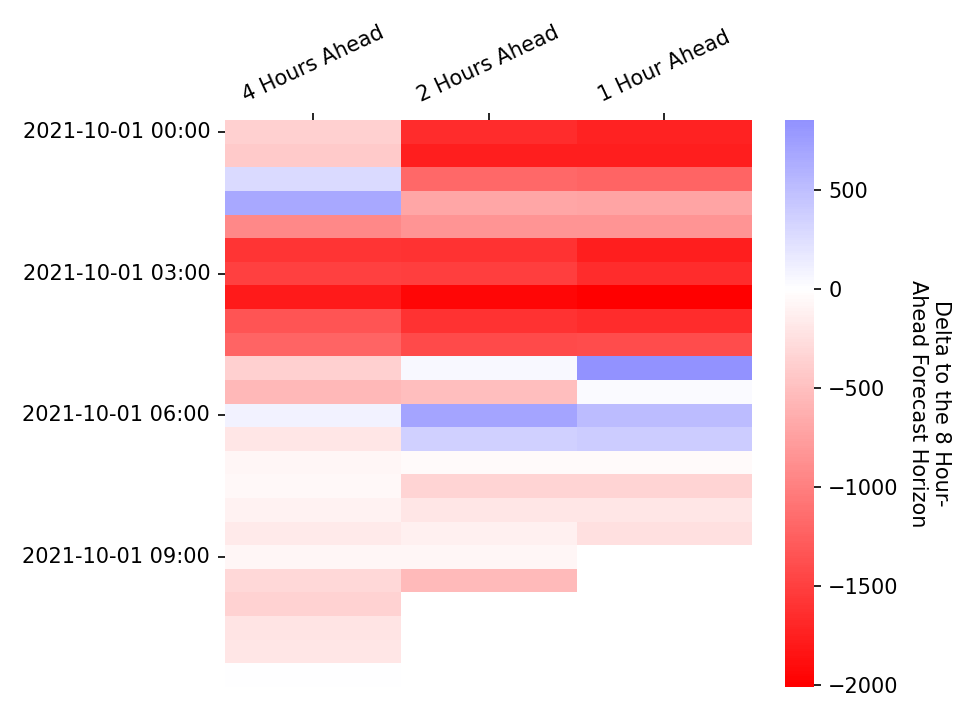 4 Hours Ahead
2 Hours Ahead
1 Hour Ahead
2021-10-01 00:00
2021-10-01 03:00
2021-10-01 06:00
2021-10-01 09:00
500
0
−500
−1000
−1500
−2000
Delta to the 8 Hour-
Ahead Forecast Horizon